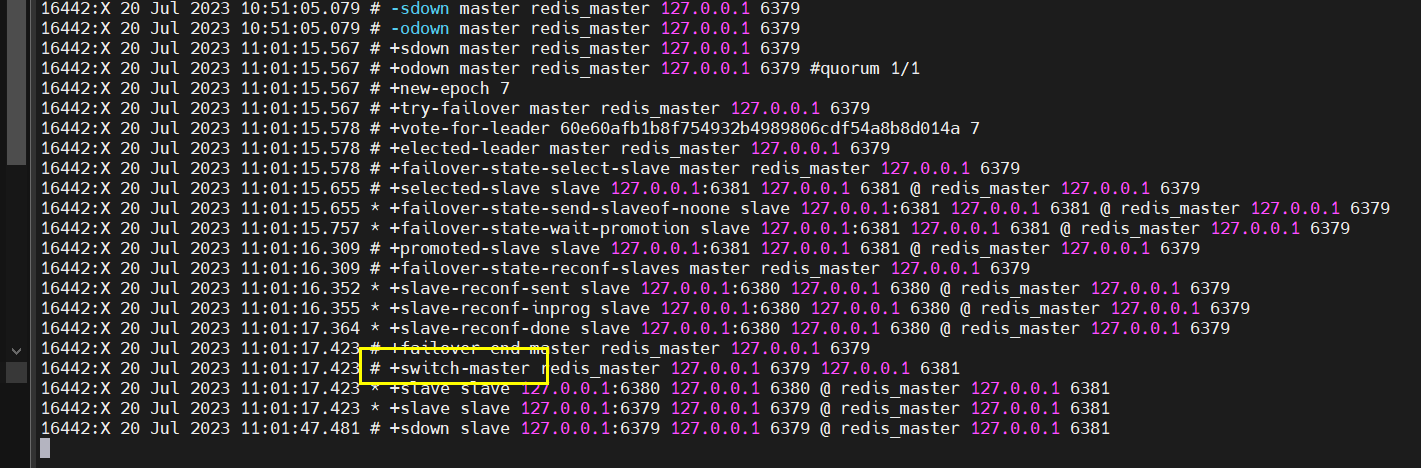 16442:X 20 Jul 2023 10:51:05.079 # -sdown master redis_master 127.0.0.1 6379
16442:X 20 Jul 2023 10:51:05.079 # -odown master redis_master 127.0.0.1 6379
16442:X 20 Jul 2023 11:01:15.567 # +sdown master redis_master 127.0.0.1 6379
16442:X 20 Jul 2023 11:01:15.567 # +odown master redis_master 127.0.0.1 6379 #quorum 1/1
16442:X 20 Jul 2023 11:01:15.567 # +new-epoch 7
16442:X 20 Jul 2023 11:01:15.567 # +try-failover master redis_master 127.0.0.1 6379
16442:X 20 Jul 2023 11:01:15.578 # +vote-for-leader 60e60afb1b8f754932b4989806cdf54a8b8d014a 7
16442:X 20 Jul 2023 11:01:15.578 # +elected-leader master redis_master 127.0.0.1 6379
16442:X 20 Jul 2023 11:01:15.578 # +failover-state-select-slave master redis_master 127.0.0.1 6379
16442:X 20 Jul 2023 11:01:15.655 # +selected-slave slave 127.0.0.1:6381 127.0.0.1 6381 @ redis_master 127.0.0.1 6379
16442:X 20 Jul 2023 11:01:15.655 * +failover-state-send-slaveof-noone slave 127.0.0.1:6381 127.0.0.1 6381 @ redis_master 127.0.0.1 6379
16442:X 20 Jul 2023 11:01:15.757 * +failover-state-wait-promotion slave 127.0.0.1:6381 127.0.0.1 6381 @ redis_master 127.0.0.1 6379
16442:X 20 Jul 2023 11:01:16.309 # +promoted-slave slave 127.0.0.1:6381 127.0.0.1 6381 @ redis_master 127.0.0.1 6379
16442:X 20 Jul 2023 11:01:16.309 # +failover-state-reconf-slaves master redis_master 127.0.0.1 6379
16442:X 20 Jul 2023 11:01:16.352 * +slave-reconf-sent slave 127.0.0.1:6380 127.0.0.1 6380 @ redis_master 127.0.0.1 6379
16442:X 20 Jul 2023 11:01:16.355 * +slave-reconf-inprog slave 127.0.0.1:6380 127.0.0.1 6380 @ redis_master 127.0.0.1 6379
16442:X 20 Jul 2023 11:01:17.364 * +slave-reconf-done slave 127.0.0.1:6380 127.0.0.1 6380 @ redis_master 127.0.0.1 6379
16442:X 20 Jul 2023 11:01:17.423 # +failover-end master redis_master 127.0.0.1 6379
16442:X 20 Jul 2023 11:01:17.423 # +switch-master redis_master 127.0.0.1 6379 127.0.0.1 6381
16442:X 20 Jul 2023 11:01:17.423 * +slave slave 127.0.0.1:6380 127.0.0.1 6380 @ redis_master 127.0.0.1 6381
16442:X 20 Jul 2023 11:01:17.423 * +slave slave 127.0.0.1:6379 127.0.0.1 6379 @ redis_master 127.0.0.1 6381
16442:X 20 Jul 2023 11:01:47.481 # +sdown slave 127.0.0.1:6379 127.0.0.1 6379 @ redis_master 127.0.0.1 6381